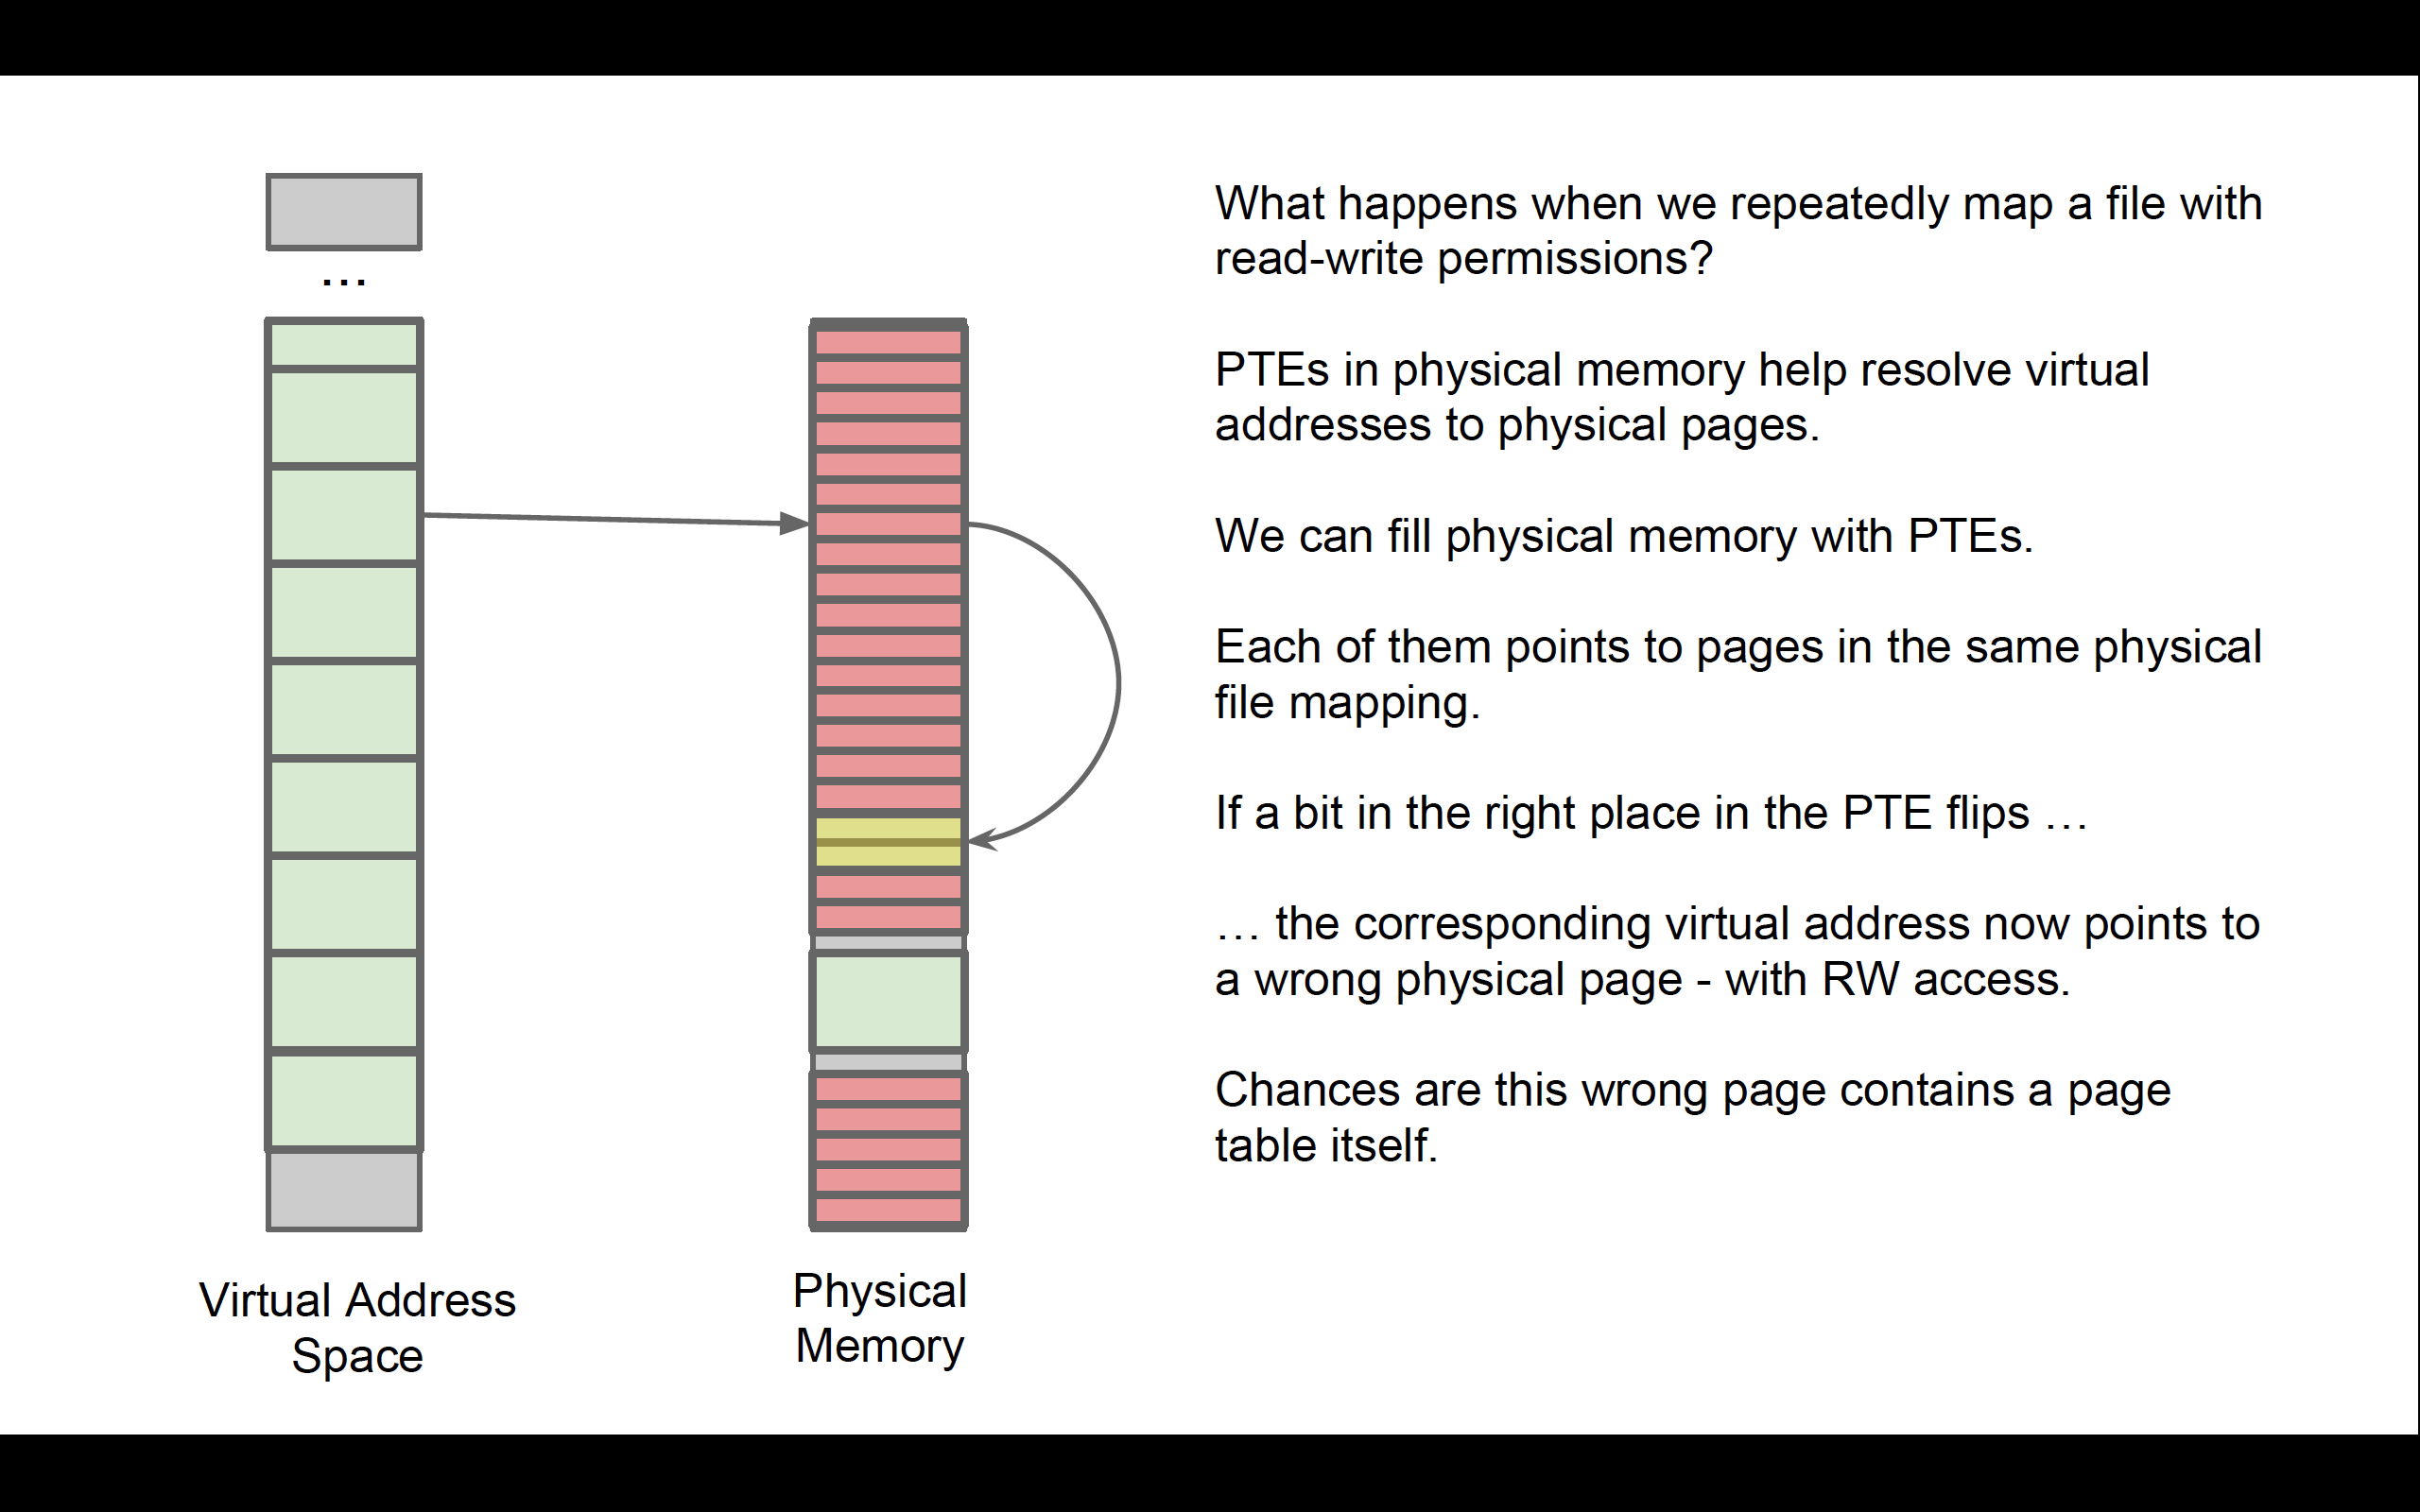 What happens when we repeatedly map a file with
read-write permissions?
PTEs in physical memory help resolve virtual
addresses to physical pages.
We can fill physical memory with PTEs.
Each of them points to pages in the same physical
file mapping.
If a bit in the right place in the PTE flips …
… the corresponding virtual address now points to
a wrong physical page - with RW access.
Chances are this wrong page contains a page
table itself.
...
Virtual Address
Space
Physical
Memory